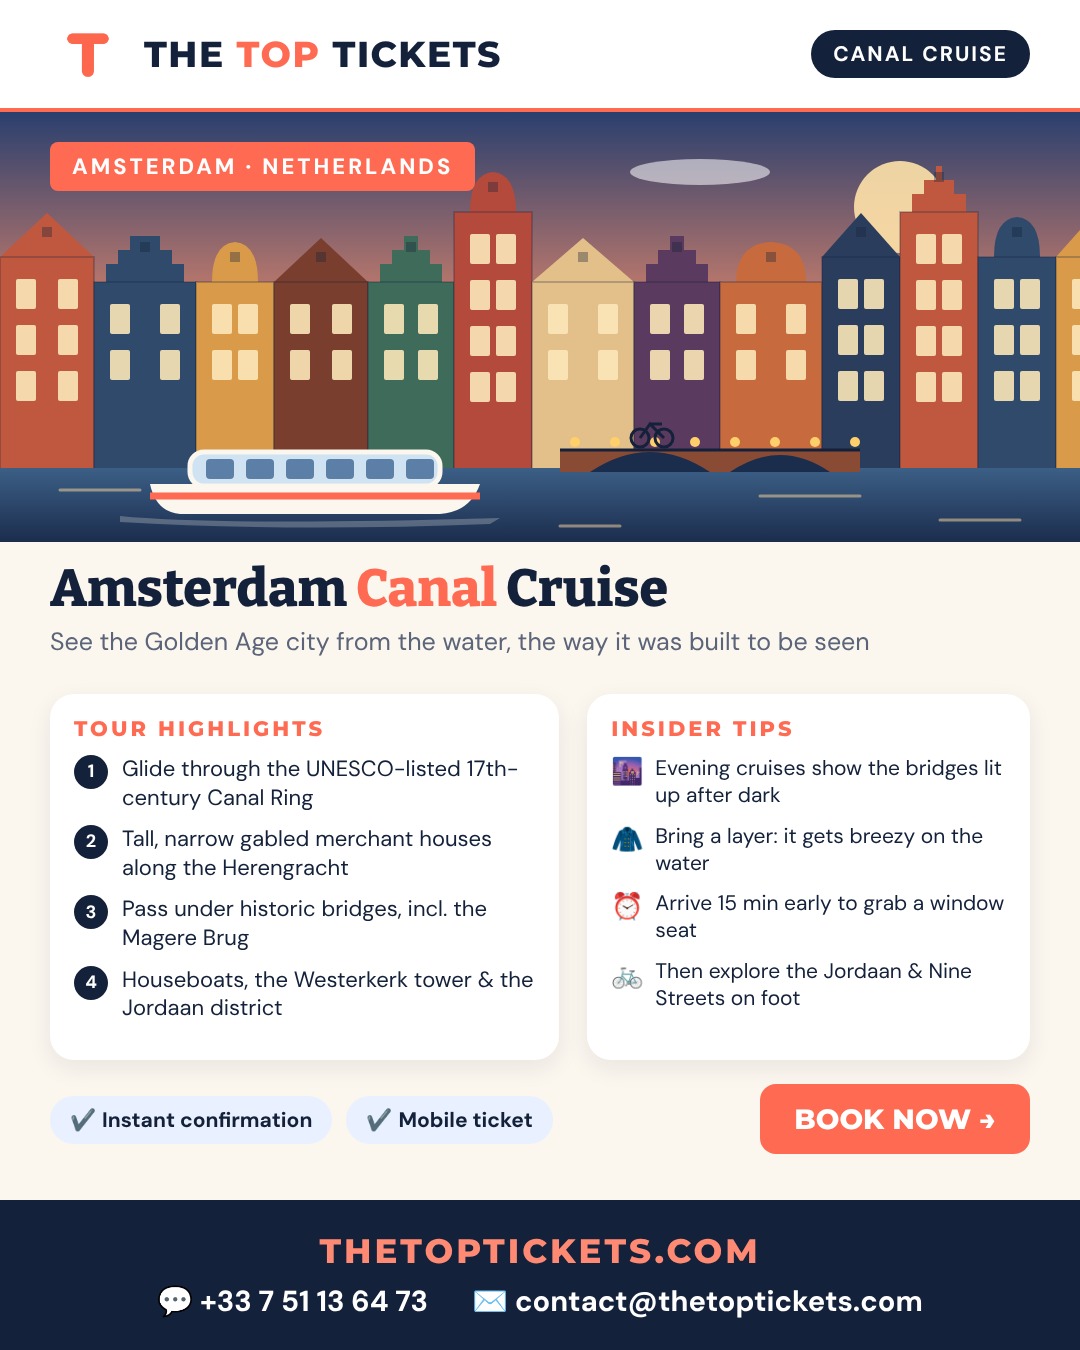 T THE TOP TICKETS
CANAL CRUISE
AMSTERDAM · NETHERLANDS
Amsterdam Canal Cruise
See the Golden Age city from the water, the way it was built to be seen
TOUR HIGHLIGHTS
1 Glide through the UNESCO-listed 17th-
century Canal Ring
2 Tall, narrow gabled merchant houses
along the Herengracht
3 Pass under historic bridges, incl. the
Magere Brug
4 Houseboats, the Westerkerk tower & the
Jordaan district
INSIDER TIPS
🌆 Evening cruises show the bridges lit
up after dark
🧥 Bring a layer: it gets breezy on the
water
⏰ Arrive 15 min early to grab a window
seat
🚲 Then explore the Jordaan & Nine
Streets on foot
✔ Instant confirmation
✔ Mobile ticket
BOOK NOW →
THETOPTICKETS.COM
💬 +33 7 51 13 64 73 ✉️ contact@thetoptickets.com